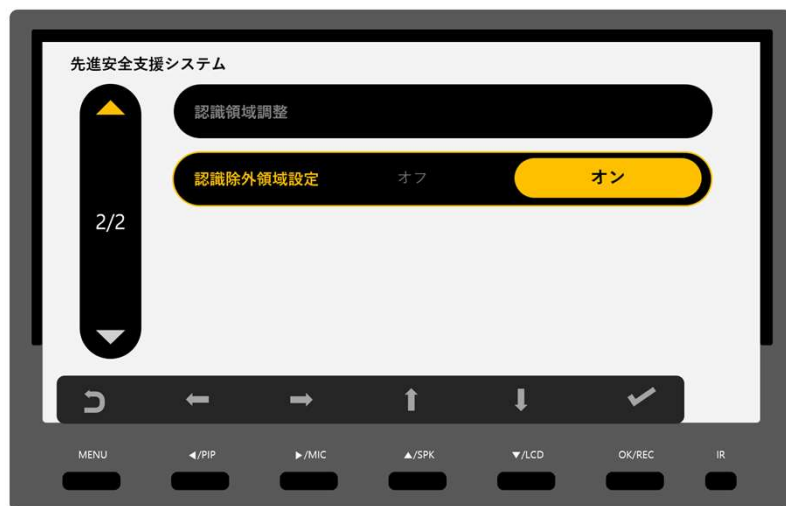 先進安全支援システム
認識領域調整
認識除外領域設定 オフ オン
2/2
MENU ◀/PIP ▶/MIC ▲/SPK ▼/LCD OK/REC IR